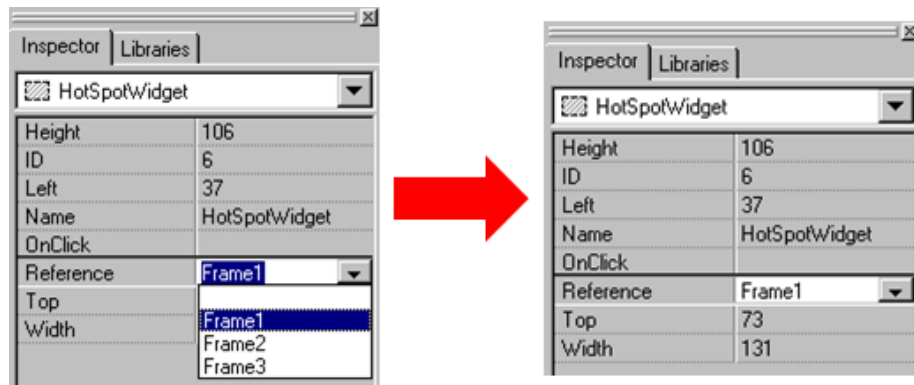 Inspector Libraries
HotSpotWidget
Height 106
ID 6
Left 37
Name HotSpotWidget
OnClick
Reference Frame1
Top
Frame1
Width
Frame2
Frame3
Inspector Libraries
HotSpotWidget
Height 106
ID 6
Left 37
Name HotSpotWidget
OnClick
Reference Frame1
Top 73
Width 131